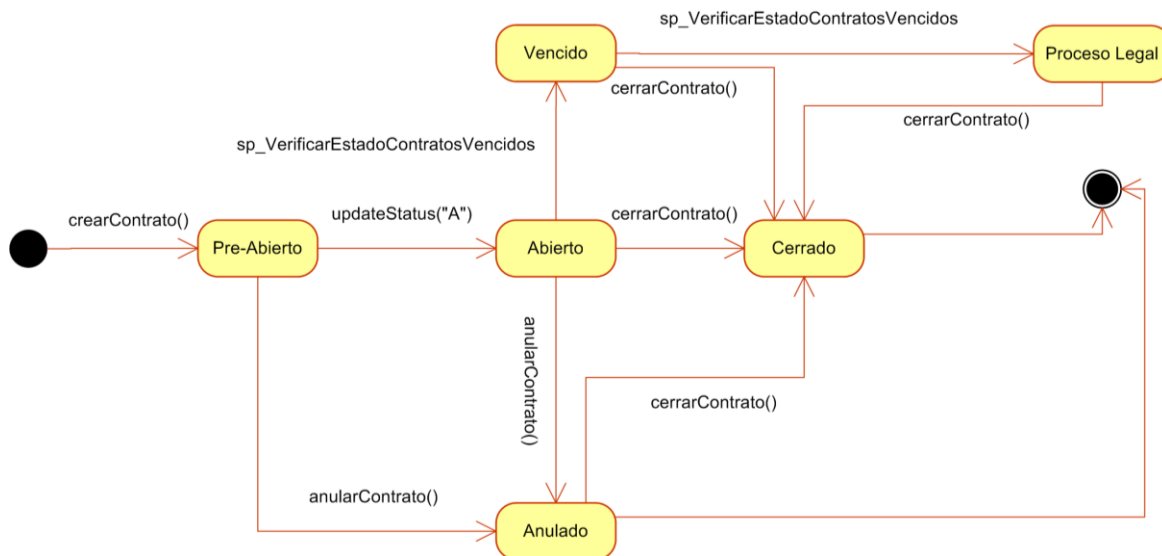 sp_VerificarEstadoContratosVencidos
Vencido
Proceso Legal
cerrarContrato()
cerrarContrato()
sp_VerificarEstadoContratosVencidos
crearContrato()
updateStatus("A")
cerrarContrato()
Pre-Abierto
Abierto
Cerrado
anularContrato()
cerrarContrato()
anularContrato()
Anulado